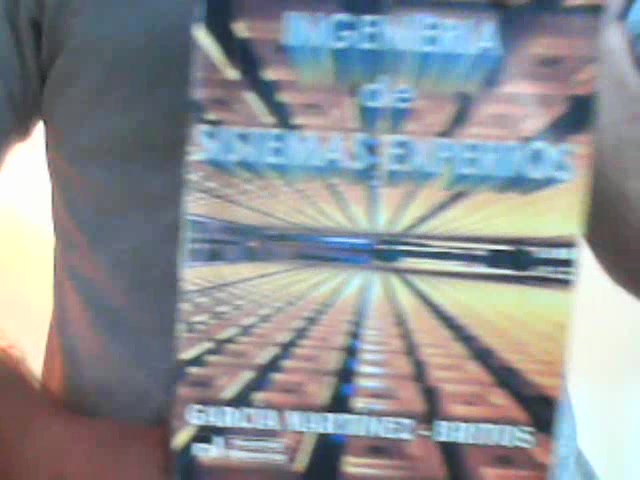 INGENIERIA
de
SISTEMAS EXPERTOS
GARCIA MARTINEZ - BRITOS